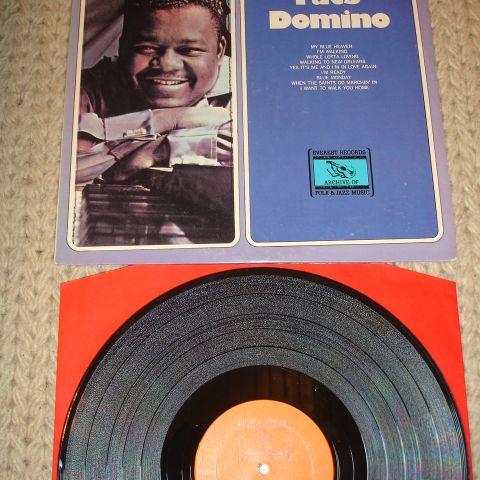 Fats
Domino
MY BLUE HEAVEN
I'M WALKING
WHOLE LOTTA LOVING
WALKING TO NEW ORLEANS
YES IT'S ME AND I'M IN LOVE AGAIN
I'M READY
BLUE MONDAY
WHEN THE SAINTS GO MARCHIN' IN
I WANT TO WALK YOU HOME
EVEREST RECORDS
ARCHIVE OF
FOLK & JAZZ MUSIC